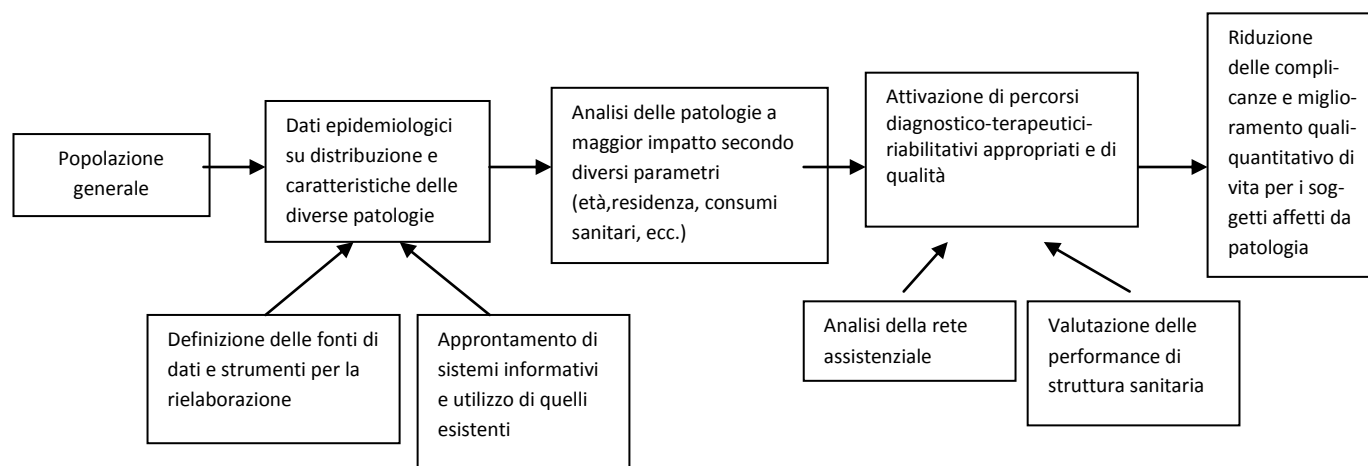 Popolazione
generale
Dati epidemiologici
su distribuzione e
caratteristiche delle
diverse patologie
Analisi delle patologie a
maggior impatto secondo
diversi parametri
(età,residenza, consumi
sanitari, ecc.)
Attivazione di percorsi
diagnostico-terapeutici-
riabilitativi appropriati e di
qualità
Riduzione
delle compli-
canze e miglio-
ramento quali-
quantitativo di
vita per i sog-
getti affetti da
patologia
Definizione delle fonti di
dati e strumenti per la
rielaborazione
Approntamento di
sistemi informativi
e utilizzo di quelli
esistenti
Analisi della rete
assistenziale
Valutazione delle
performance di
struttura sanitaria